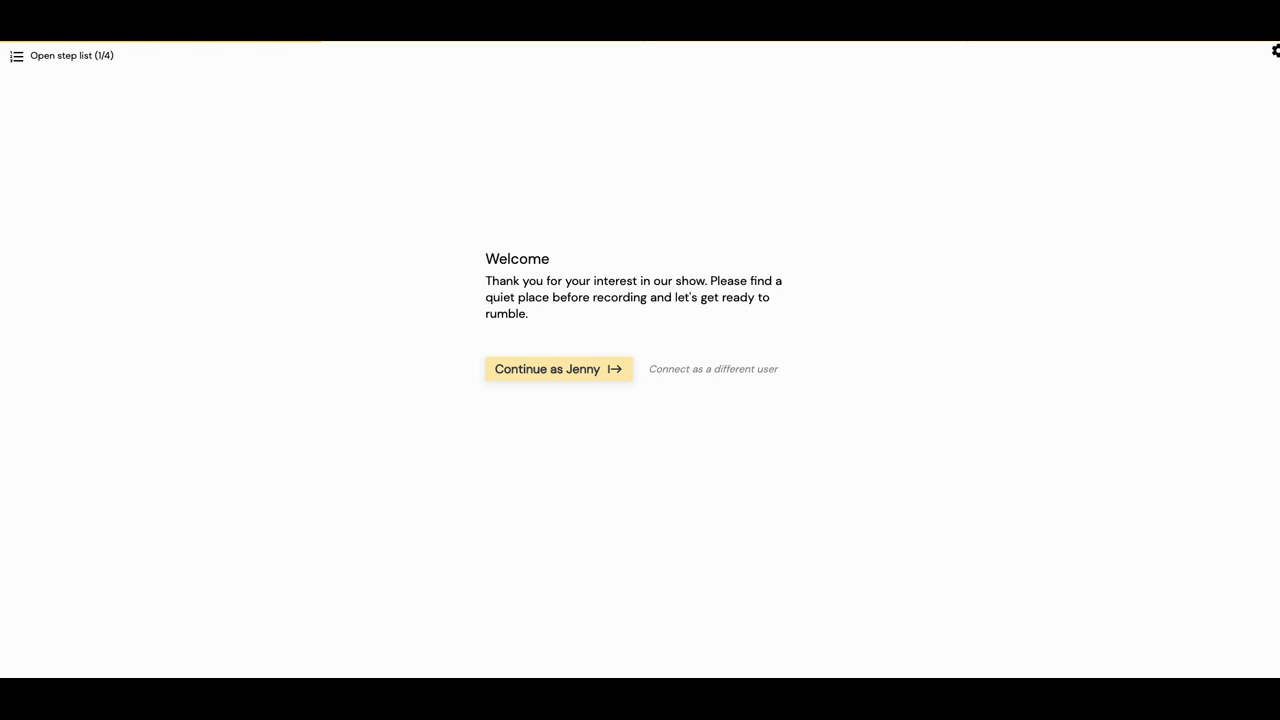 Open step list (1/4)
Welcome
Thank you for your interest in our show. Please find a
quiet place before recording and let's get ready to
rumble.
Continue as Jenny
Connect as a different user